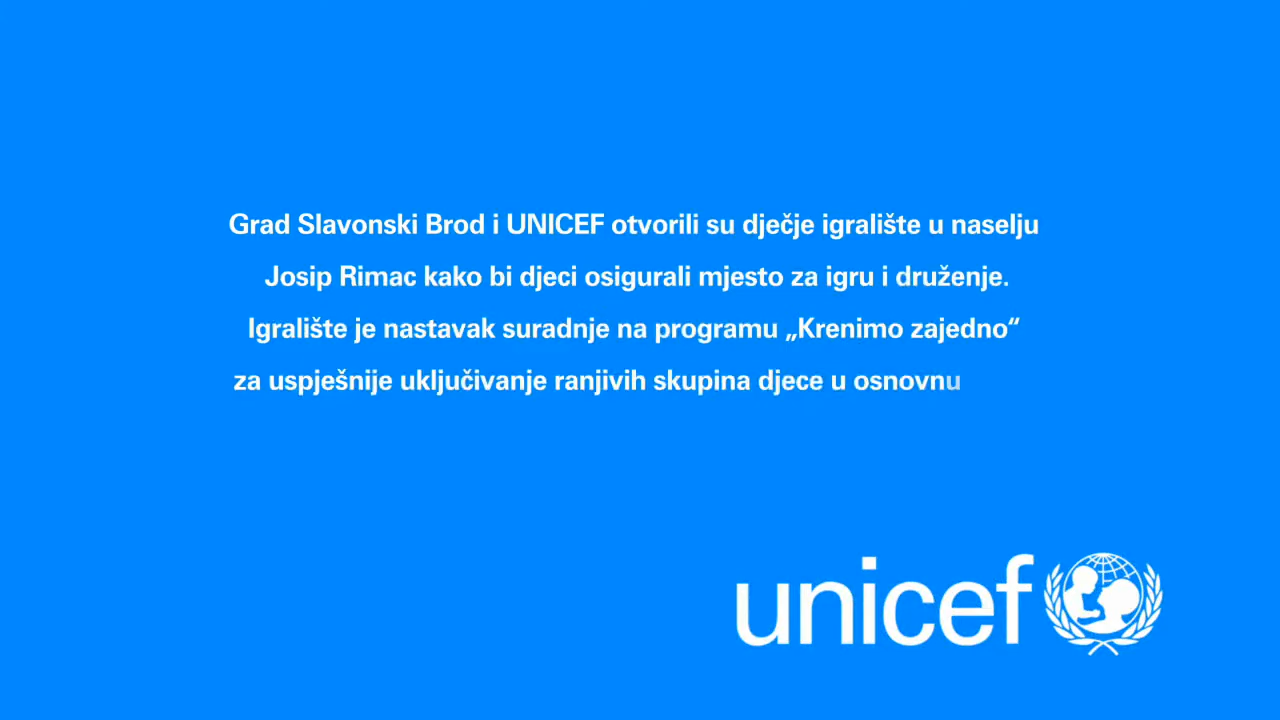 Grad Slavonski Brod i UNICEF otvorili su dječje igralište u naselju
Josip Rimac kako bi djeci osigurali mjesto za igru i druženje.
Igralište je nastavak suradnje na programu „Krenimo zajedno“
za uspješnije uključivanje ranjivih skupina djece u osnovnu
unicef